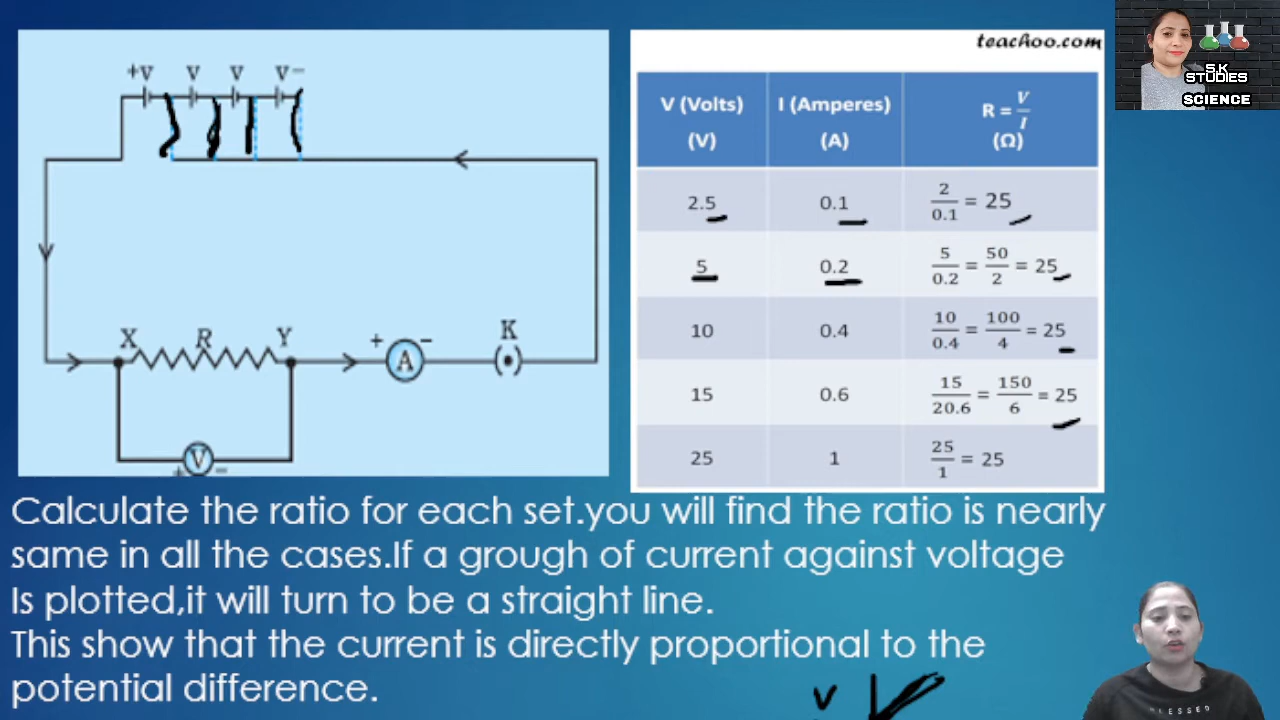 teachoo.com
S.K
STUDIES
SCIENCE
+V V V V−
X R Y
+ A −
K
+ V −
V (Volts) I (Amperes) R = V/I
(V) (A) (Ω)
2.5 0.1 2/0.1 = 25
5 0.2 5/0.2 = 50/2 = 25
10 0.4 10/0.4 = 100/4 = 25
15 0.6 15/20.6 = 150/6 = 25
25 1 25/1 = 25
Calculate the ratio for each set.you will find the ratio is nearly
same in all the cases.If a grough of current against voltage
Is plotted,it will turn to be a straight line.
This show that the current is directly proportional to the
potential difference.
v
BLESSED